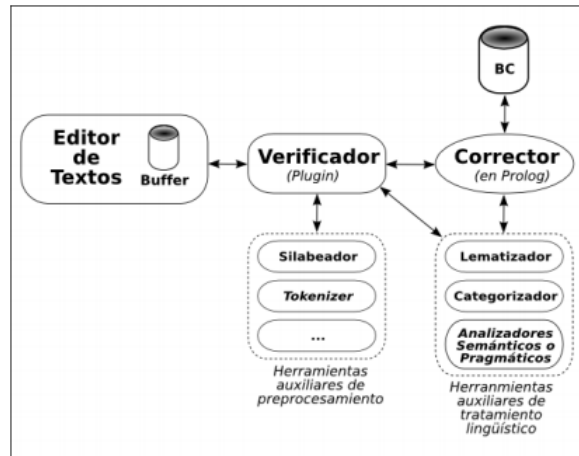 BC
Editor
de
Textos
Buffer
Verificador
(Plugin)
Corrector
(en Prolog)
Silabeador
Tokenizer
...
Herramientas
auxiliares de
preprocesamiento
Lematizador
Categorizador
Analizadores
Semánticos o
Pragmáticos
Herranmientas
auxiliares de
tratamiento
lingüístico